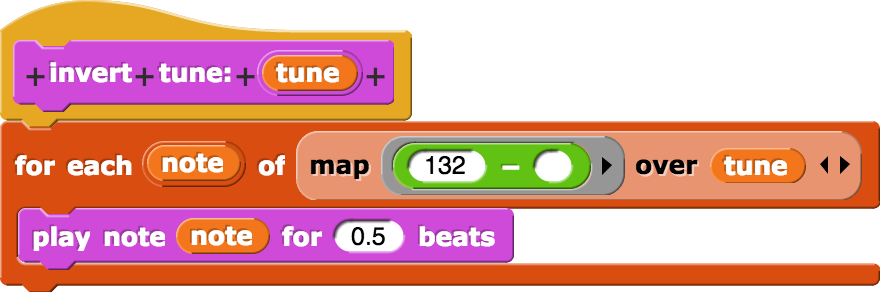 + invert + tune: + tune +
for each note of map 132 − over tune
play note note for 0.5 beats